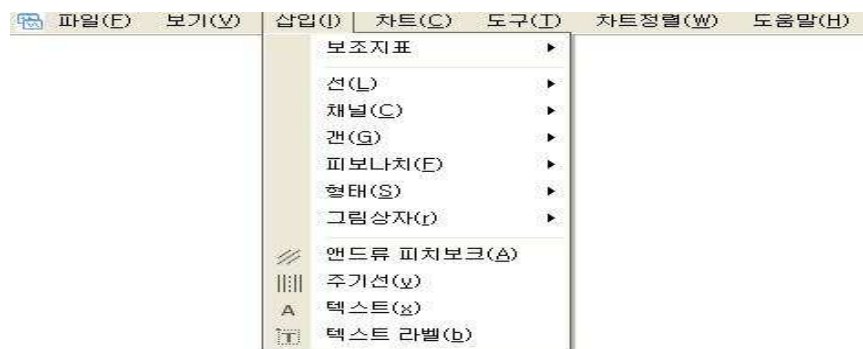 파일(F) 보기(V) 삽입(I) 차트(C) 도구(T) 차트정렬(W) 도움말(H)
보조지표
선(L)
채널(C)
갠(G)
피보나치(F)
형태(S)
그림상자(r)
앤드류 피치보크(A)
주기선(y)
A 텍스트(x)
T 텍스트 라벨(b)